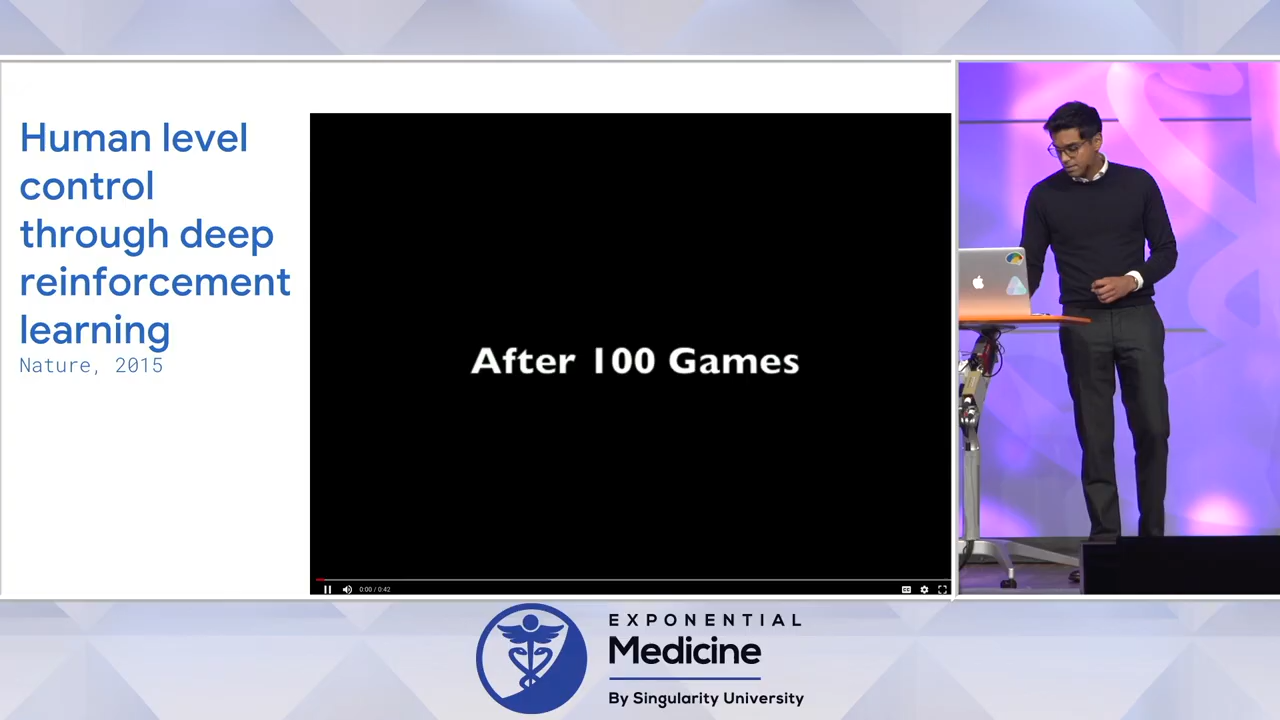 Human level
control
through deep
reinforcement
learning
Nature, 2015
After 100 Games
0:00 / 0:42
EXPONENTIAL
Medicine
By Singularity University